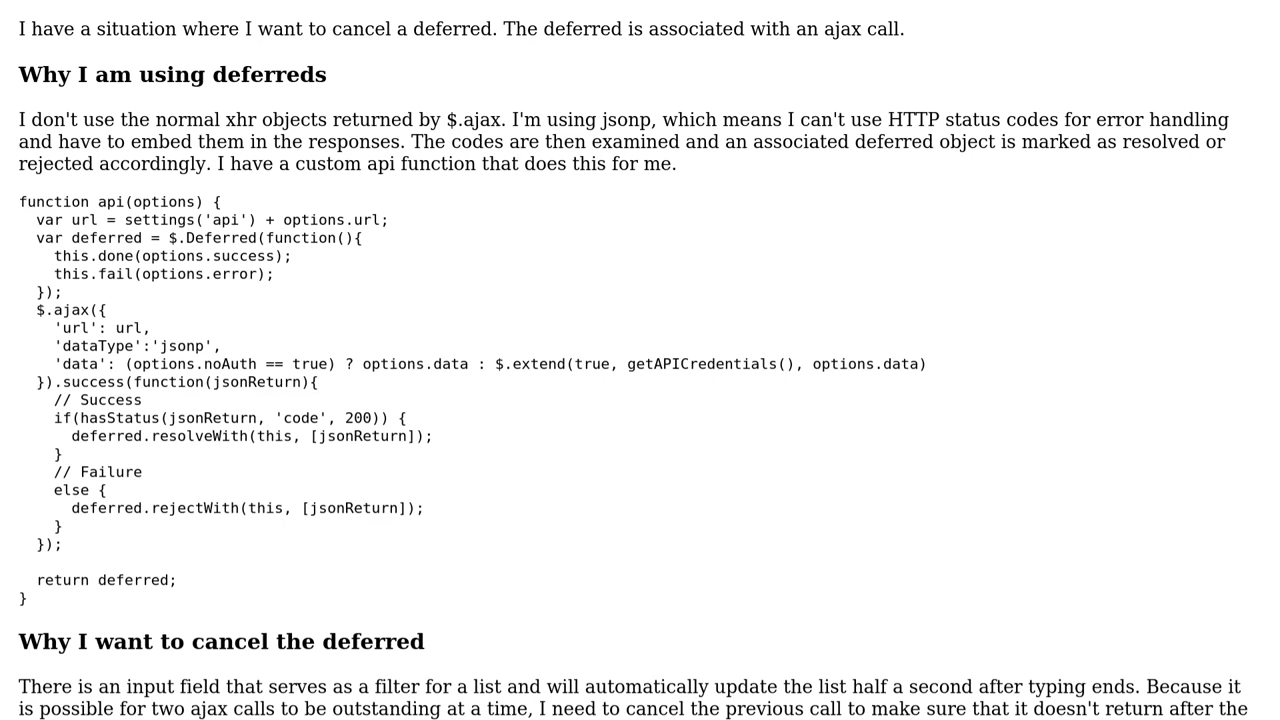 I have a situation where I want to cancel a deferred. The deferred is associated with an ajax call.
Why I am using deferreds
I don't use the normal xhr objects returned by $.ajax. I'm using jsonp, which means I can't use HTTP status codes for error handling
and have to embed them in the responses. The codes are then examined and an associated deferred object is marked as resolved or
rejected accordingly. I have a custom api function that does this for me.
function api(options) {
  var url = settings('api') + options.url;
  var deferred = $.Deferred(function(){
    this.done(options.success);
    this.fail(options.error);
  });
  $.ajax({
    'url': url,
    'dataType':'jsonp',
    'data': (options.noAuth == true) ? options.data : $.extend(true, getAPICredentials(), options.data)
  }).success(function(jsonReturn){
    // Success
    if(hasStatus(jsonReturn, 'code', 200)) {
      deferred.resolveWith(this, [jsonReturn]);
    }
    // Failure
    else {
      deferred.rejectWith(this, [jsonReturn]);
    }
  });

  return deferred;
}
Why I want to cancel the deferred
There is an input field that serves as a filter for a list and will automatically update the list half a second after typing ends. Because it
is possible for two ajax calls to be outstanding at a time, I need to cancel the previous call to make sure that it doesn't return after the